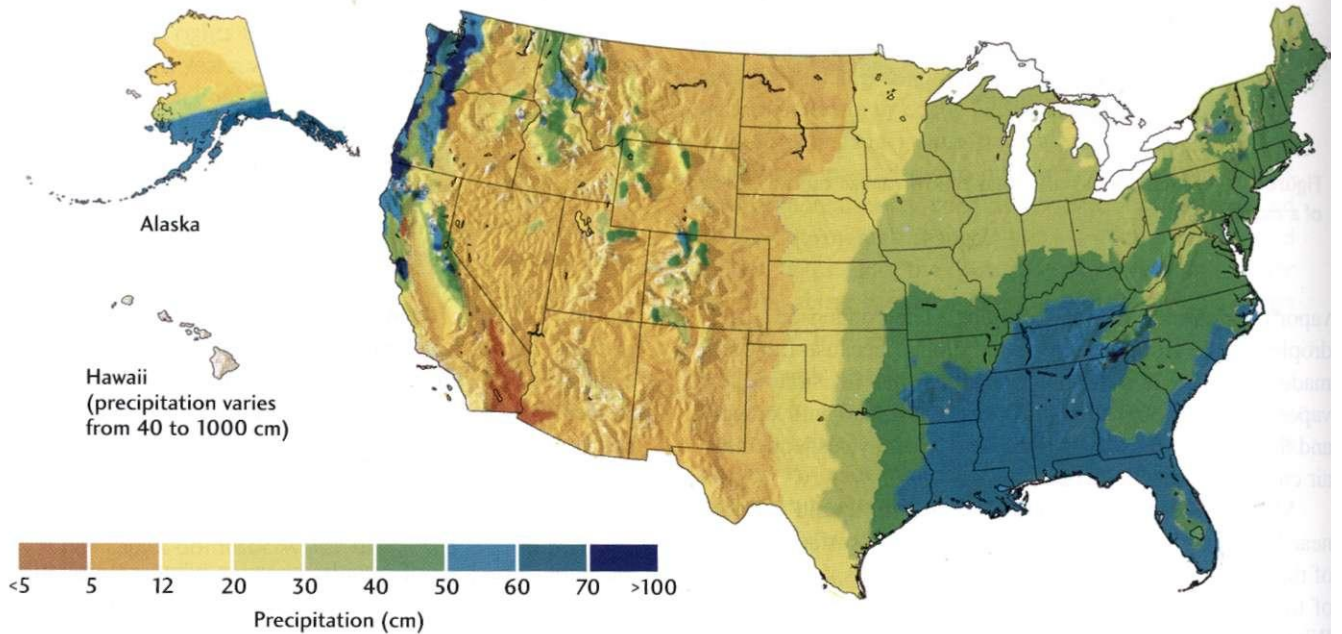 Alaska
Hawaii
(precipitation varies
from 40 to 1000 cm)
<5 5 12 20 30 40 50 60 70 >100
Precipitation (cm)